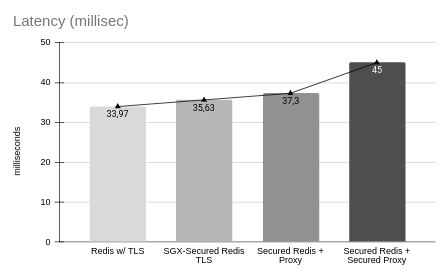 Latency (millisec)
50
40
30
20
10
0
milliseconds
33,97
35,63
37,3
45
Redis w/ TLS
SGX-Secured Redis
TLS
Secured Redis +
Proxy
Secured Redis +
Secured Proxy